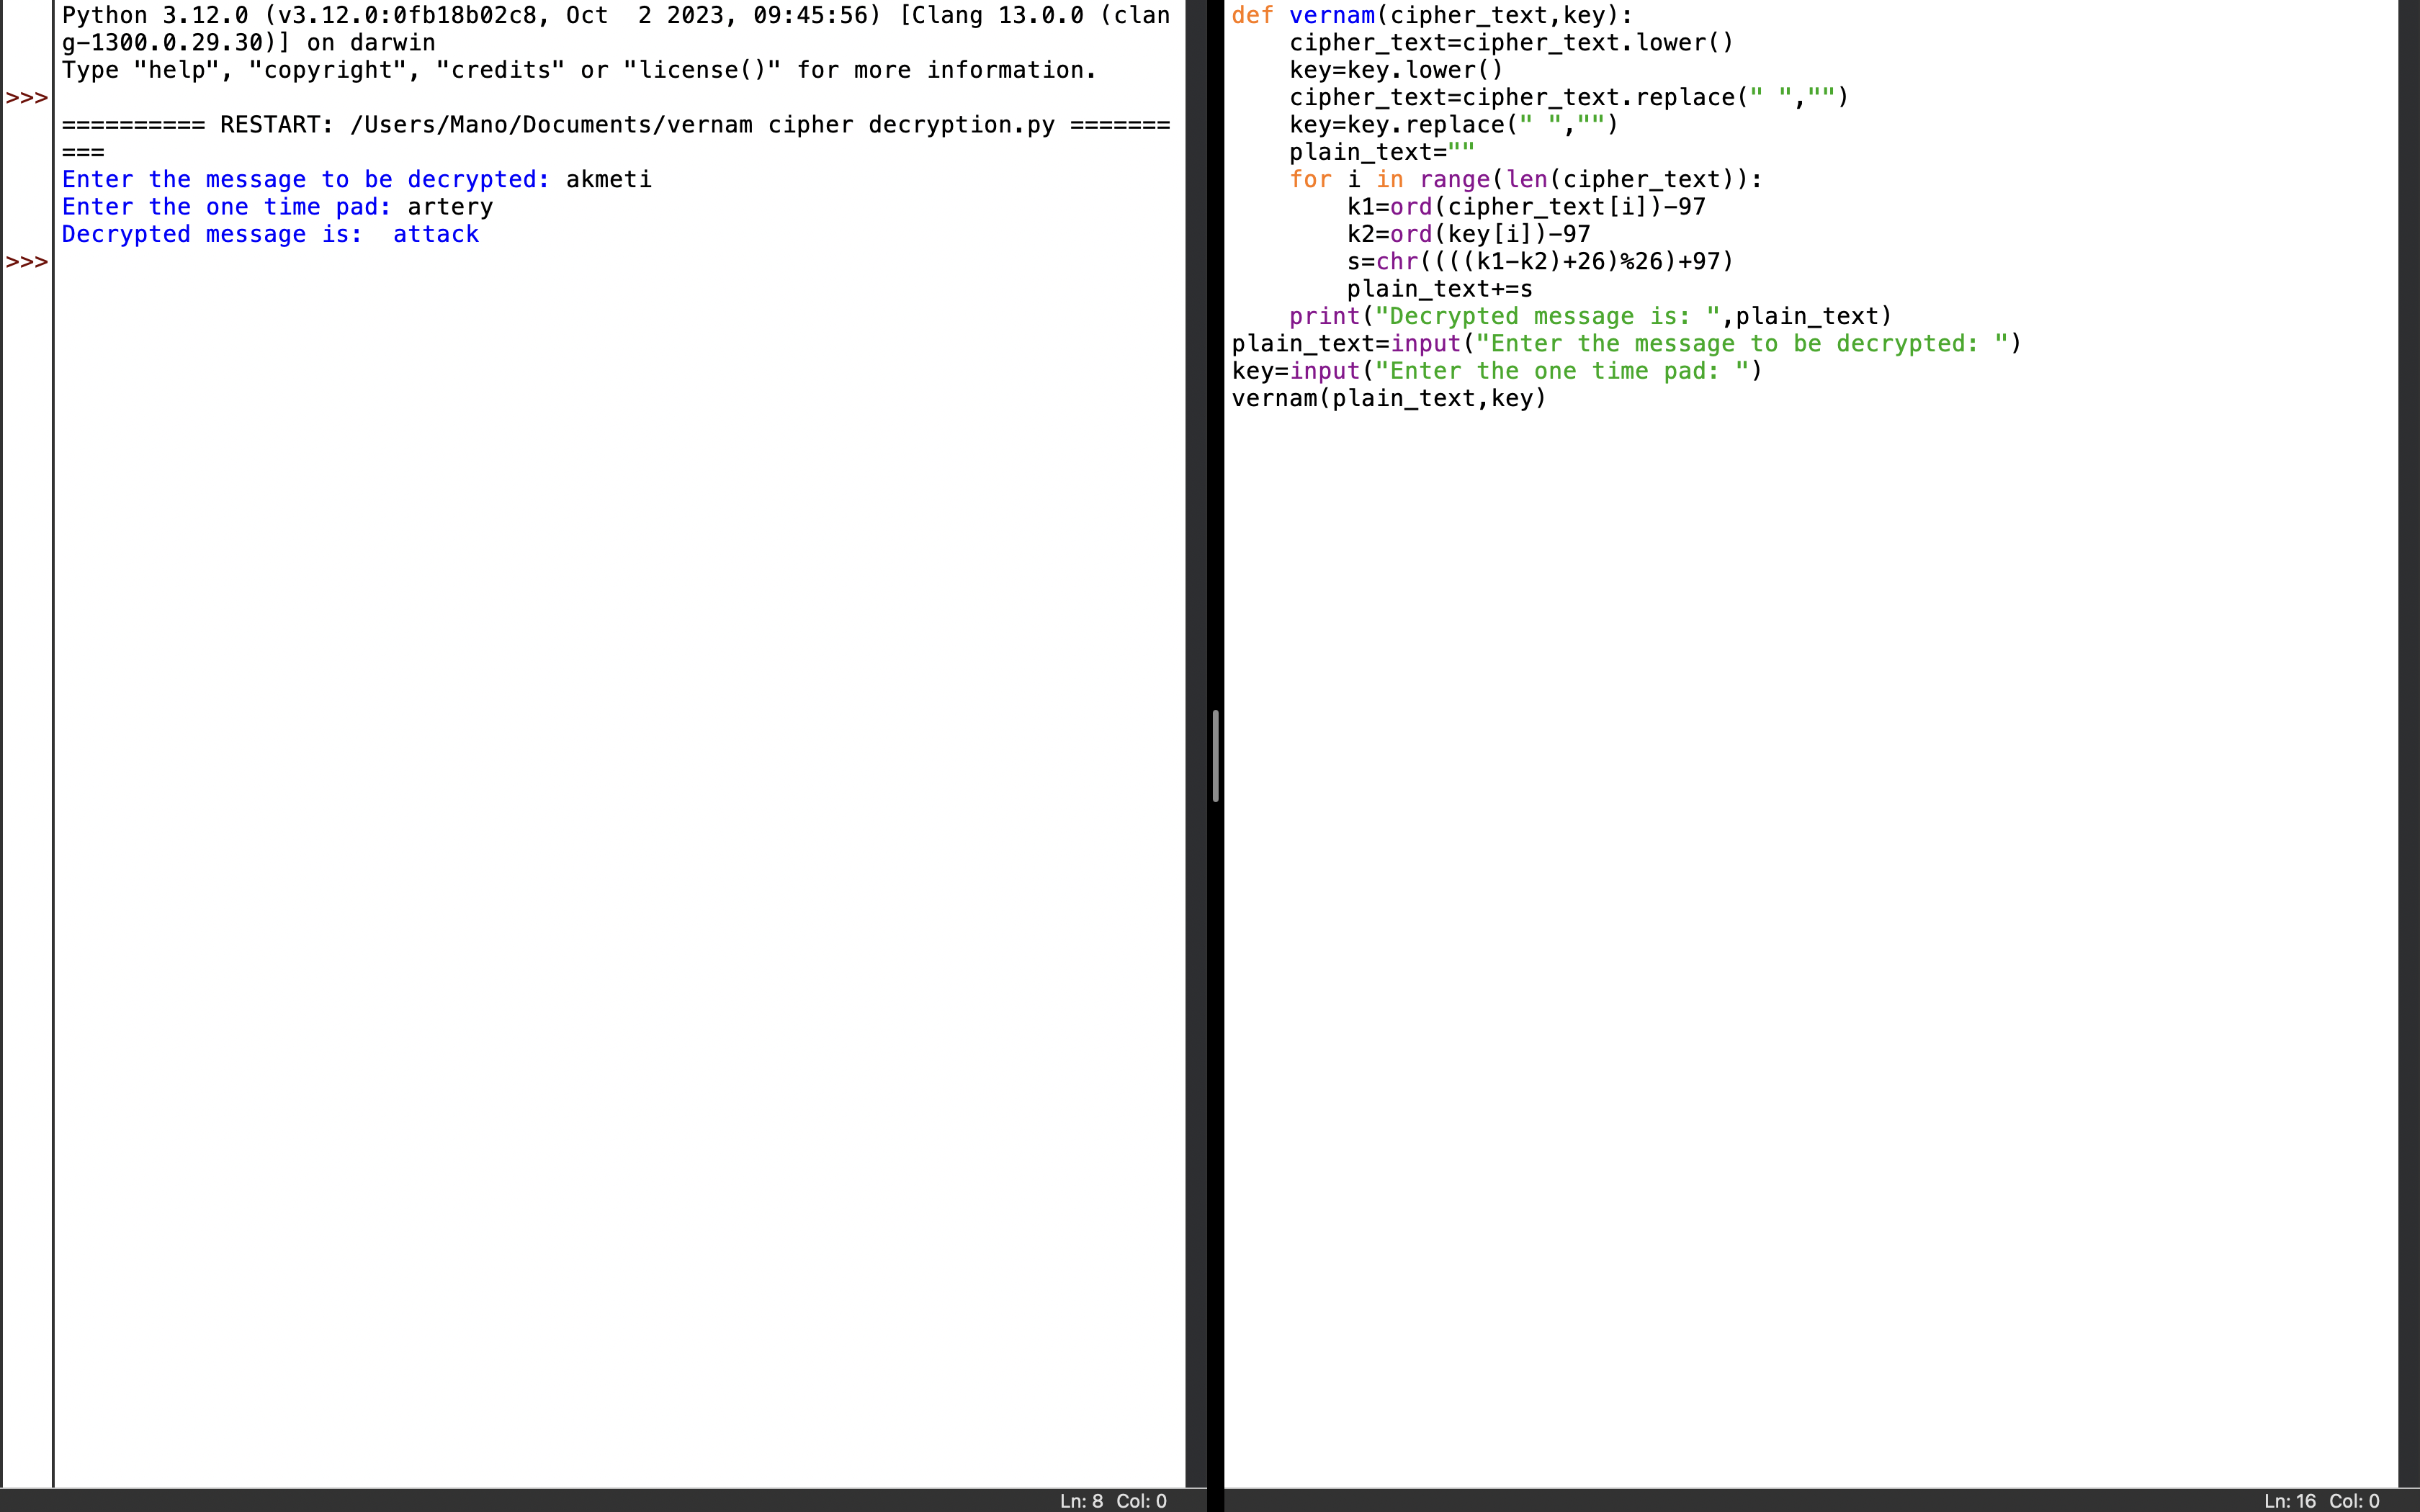 Python 3.12.0 (v3.12.0:0fb18b02c8, Oct  2 2023, 09:45:56) [Clang 13.0.0 (clan
g-1300.0.29.30)] on darwin
Type "help", "copyright", "credits" or "license()" for more information.
>>>
========== RESTART: /Users/Mano/Documents/vernam cipher decryption.py =======
===
Enter the message to be decrypted: akmeti
Enter the one time pad: artery
Decrypted message is:  attack
>>>
Ln: 8  Col: 0
def vernam(cipher_text,key):
    cipher_text=cipher_text.lower()
    key=key.lower()
    cipher_text=cipher_text.replace(" ","")
    key=key.replace(" ","")
    plain_text=""
    for i in range(len(cipher_text)):
        k1=ord(cipher_text[i])-97
        k2=ord(key[i])-97
        s=chr((((k1-k2)+26)%26)+97)
        plain_text+=s
    print("Decrypted message is: ",plain_text)
plain_text=input("Enter the message to be decrypted: ")
key=input("Enter the one time pad: ")
vernam(plain_text,key)
Ln: 16  Col: 0